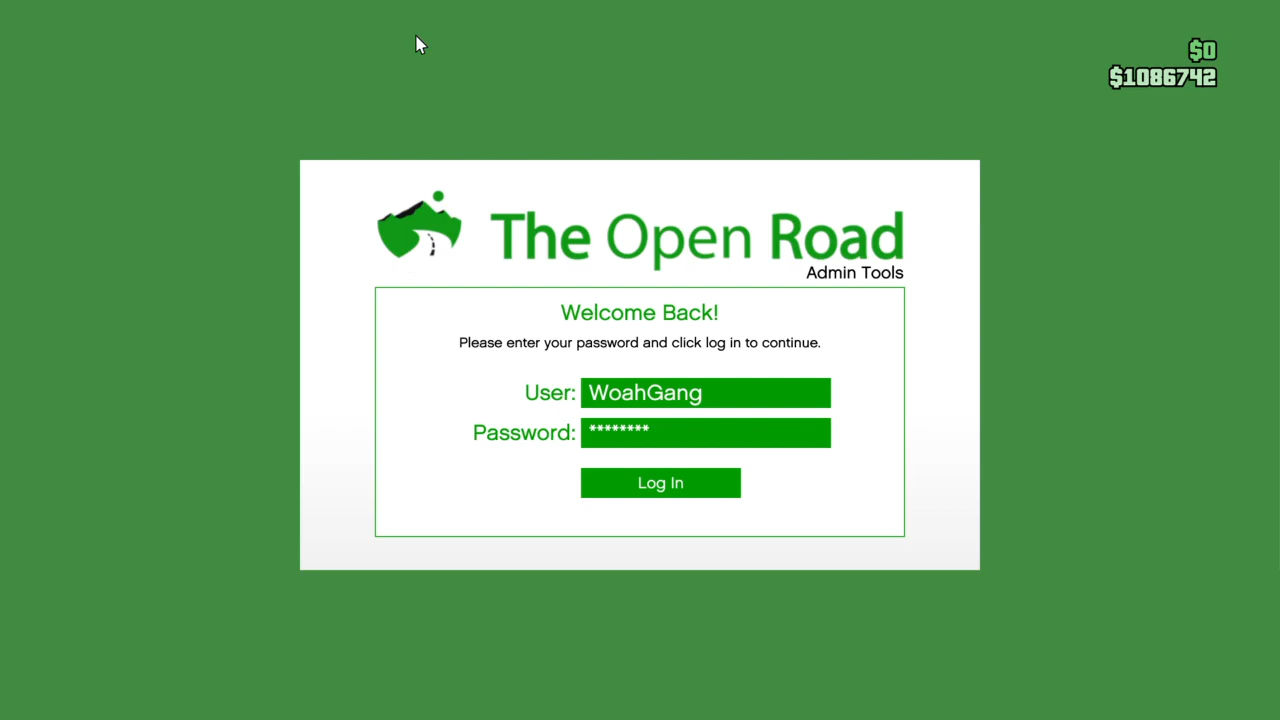 $0
$1086742
The Open Road
Admin Tools
Welcome Back!
Please enter your password and click log in to continue.
User: WoahGang
Password: ********
Log In